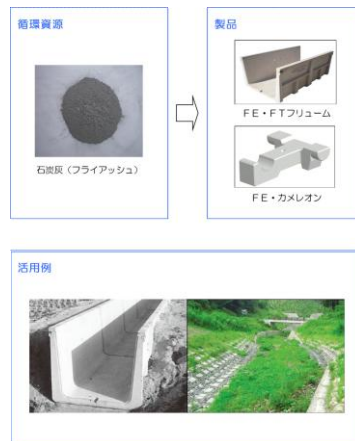 循環資源
石炭灰（フライアッシュ）
製品
ＦＥ・ＦＴフリューム
ＦＥ・カメレオン
活用例